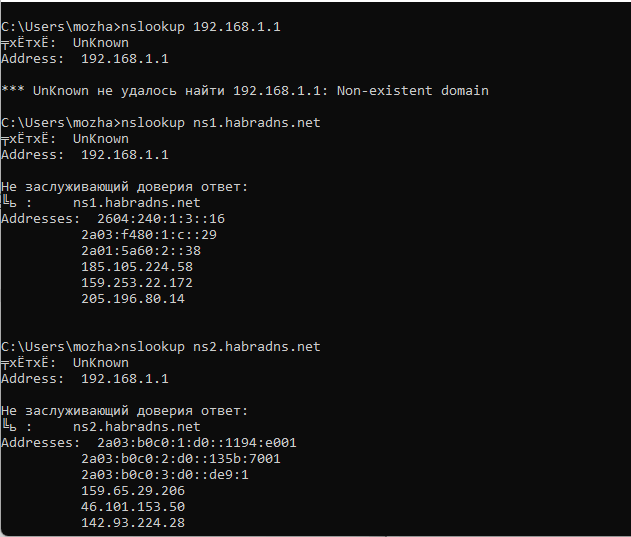 C:\Users\mozha>nslookup 192.168.1.1
╤хЁтхЁ:  UnKnown
Address:  192.168.1.1
*** UnKnown не удалось найти 192.168.1.1: Non-existent domain
C:\Users\mozha>nslookup ns1.habradns.net
╤хЁтхЁ:  UnKnown
Address:  192.168.1.1
Не заслуживающий доверия ответ:
╚ь :     ns1.habradns.net
Addresses:  2604:240:1:3::16
2a03:f480:1:c::29
2a01:5a60:2::38
185.105.224.58
159.253.22.172
205.196.80.14
C:\Users\mozha>nslookup ns2.habradns.net
╤хЁтхЁ:  UnKnown
Address:  192.168.1.1
Не заслуживающий доверия ответ:
╚ь :     ns2.habradns.net
Addresses:  2a03:b0c0:1:d0::1194:e001
2a03:b0c0:2:d0::135b:7001
2a03:b0c0:3:d0::de9:1
159.65.29.206
46.101.153.50
142.93.224.28